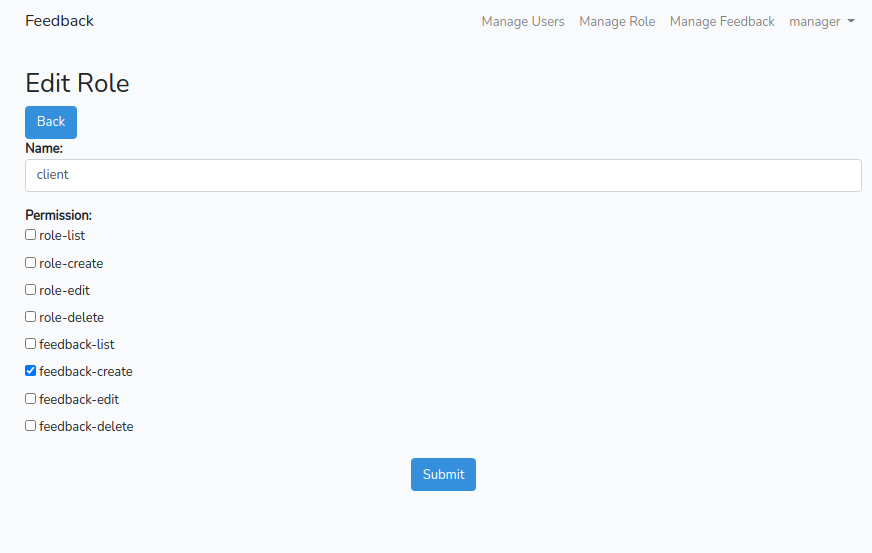 Feedback Manage Users Manage Role Manage Feedback manager
Edit Role
Back
Name:
client
Permission:
role-list
role-create
role-edit
role-delete
feedback-list
feedback-create
feedback-edit
feedback-delete
Submit